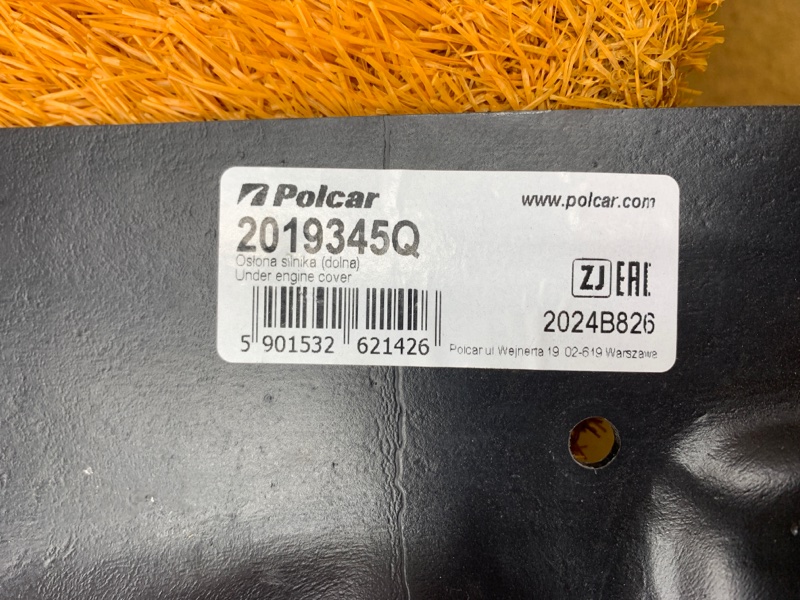 Polcar
www.polcar.com
2019345Q
Osłona silnika (dolna)
Under engine cover
ZJ EAC
2024B826
5 901532 621426
Polcar ul Wejnerta 19 02-619 Warszawa